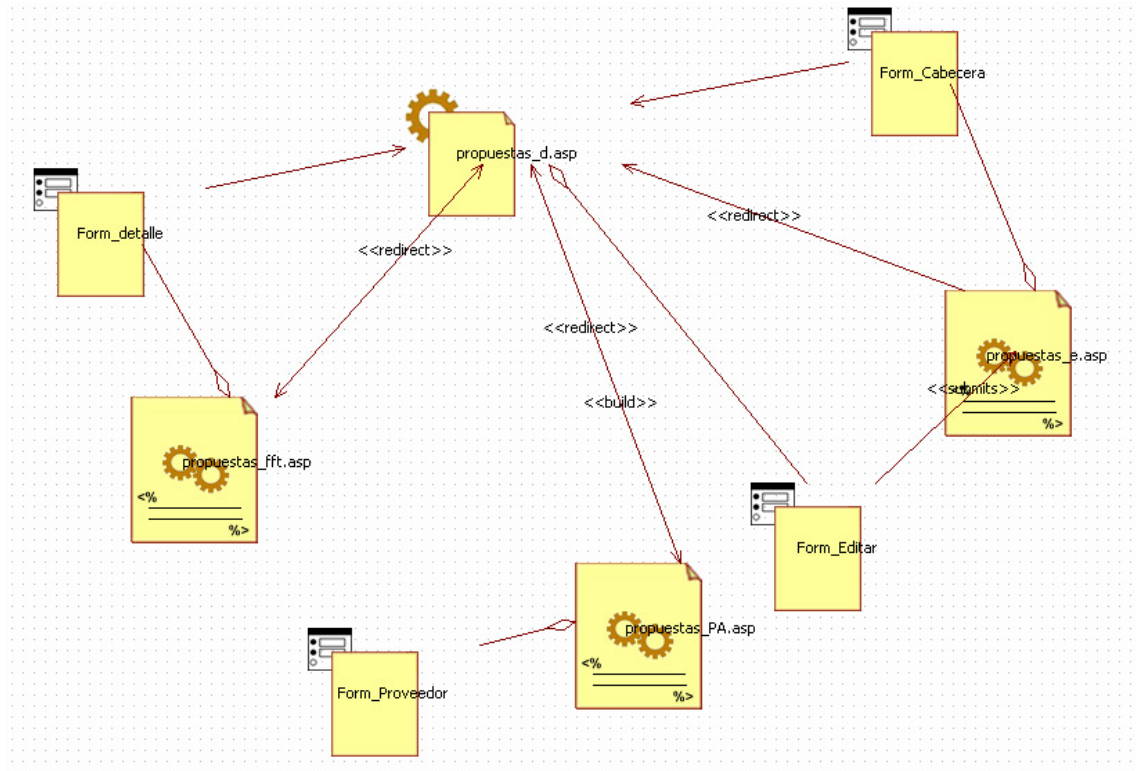 Form_Cabecera
propuestas_d.asp
<<redirect>>
Form_detalle
<<redirect>>
<<redirect>>
propuestas_e.asp
<<submits>>
<<build>>
%>
propuestas_fft.asp
<%
%>
Form_Editar
propuestas_PA.asp
<%
%>
Form_Proveedor